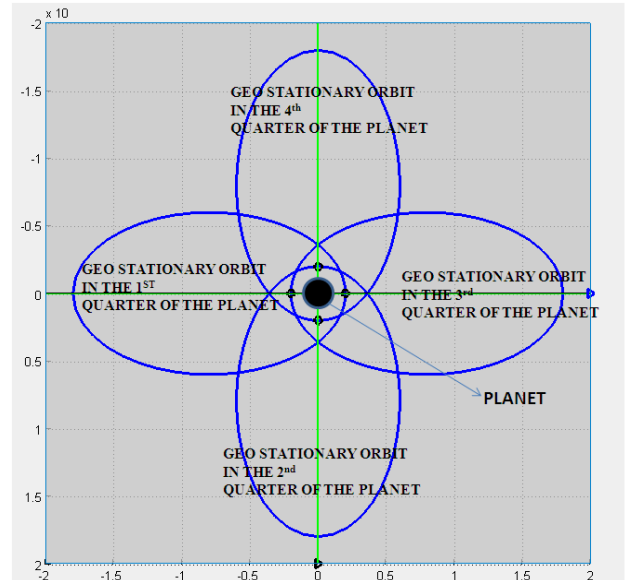 x 10
-2
GEO STATIONARY ORBIT
IN THE 4th
QUARTER OF THE PLANET
-1.5
-1
-0.5
GEO STATIONARY ORBIT
IN THE 1ST
QUARTER OF THE PLANET
GEO STATIONARY ORBIT
IN THE 3rd
QUARTER OF THE PLANET
0
0.5
PLANET
1
GEO STATIONARY ORBIT
IN THE 2nd
QUARTER OF THE PLANET
1.5
2
-2 -1.5 -1 -0.5 0 0.5 1 1.5 2